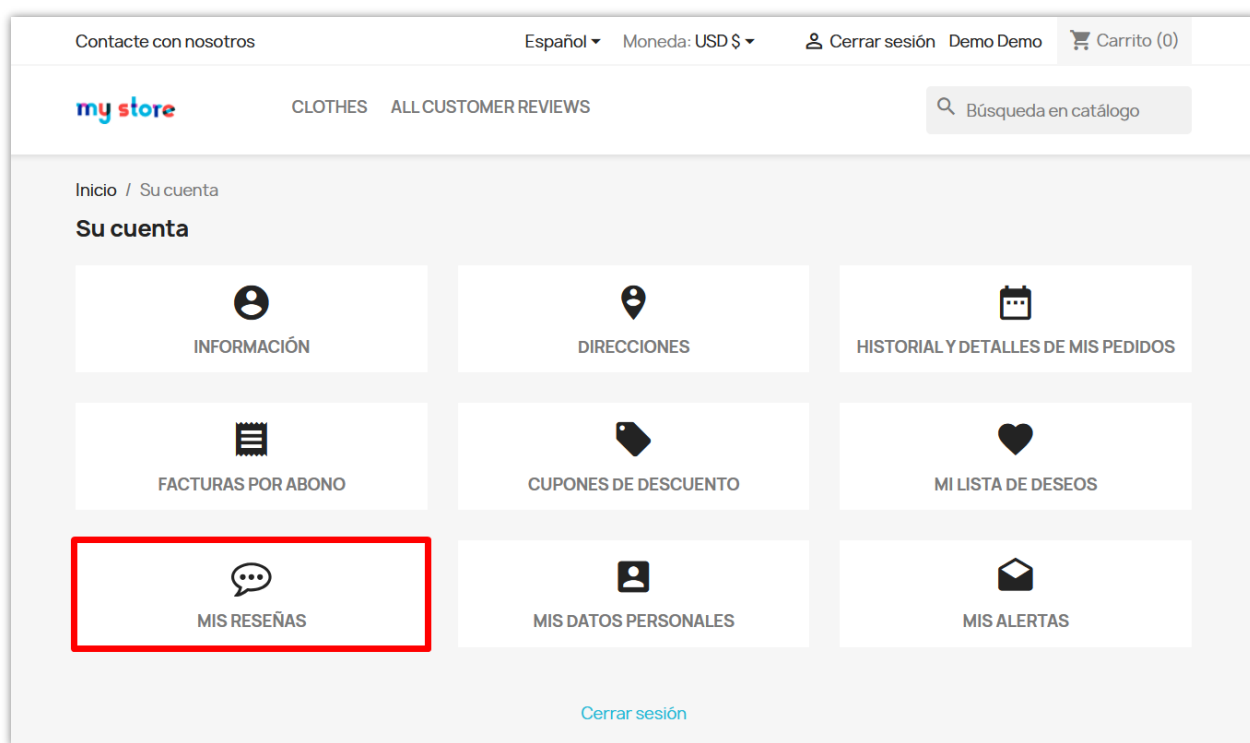 Contacte con nosotros Español Moneda: USD $ Cerrar sesión Demo Demo Carrito (0)
my store CLOTHES ALL CUSTOMER REVIEWS Búsqueda en catálogo
Inicio / Su cuenta
Su cuenta
INFORMACIÓN DIRECCIONES HISTORIAL Y DETALLES DE MIS PEDIDOS
FACTURAS POR ABONO CUPONES DE DESCUENTO MI LISTA DE DESEOS
MIS RESEÑAS MIS DATOS PERSONALES MIS ALERTAS
Cerrar sesión